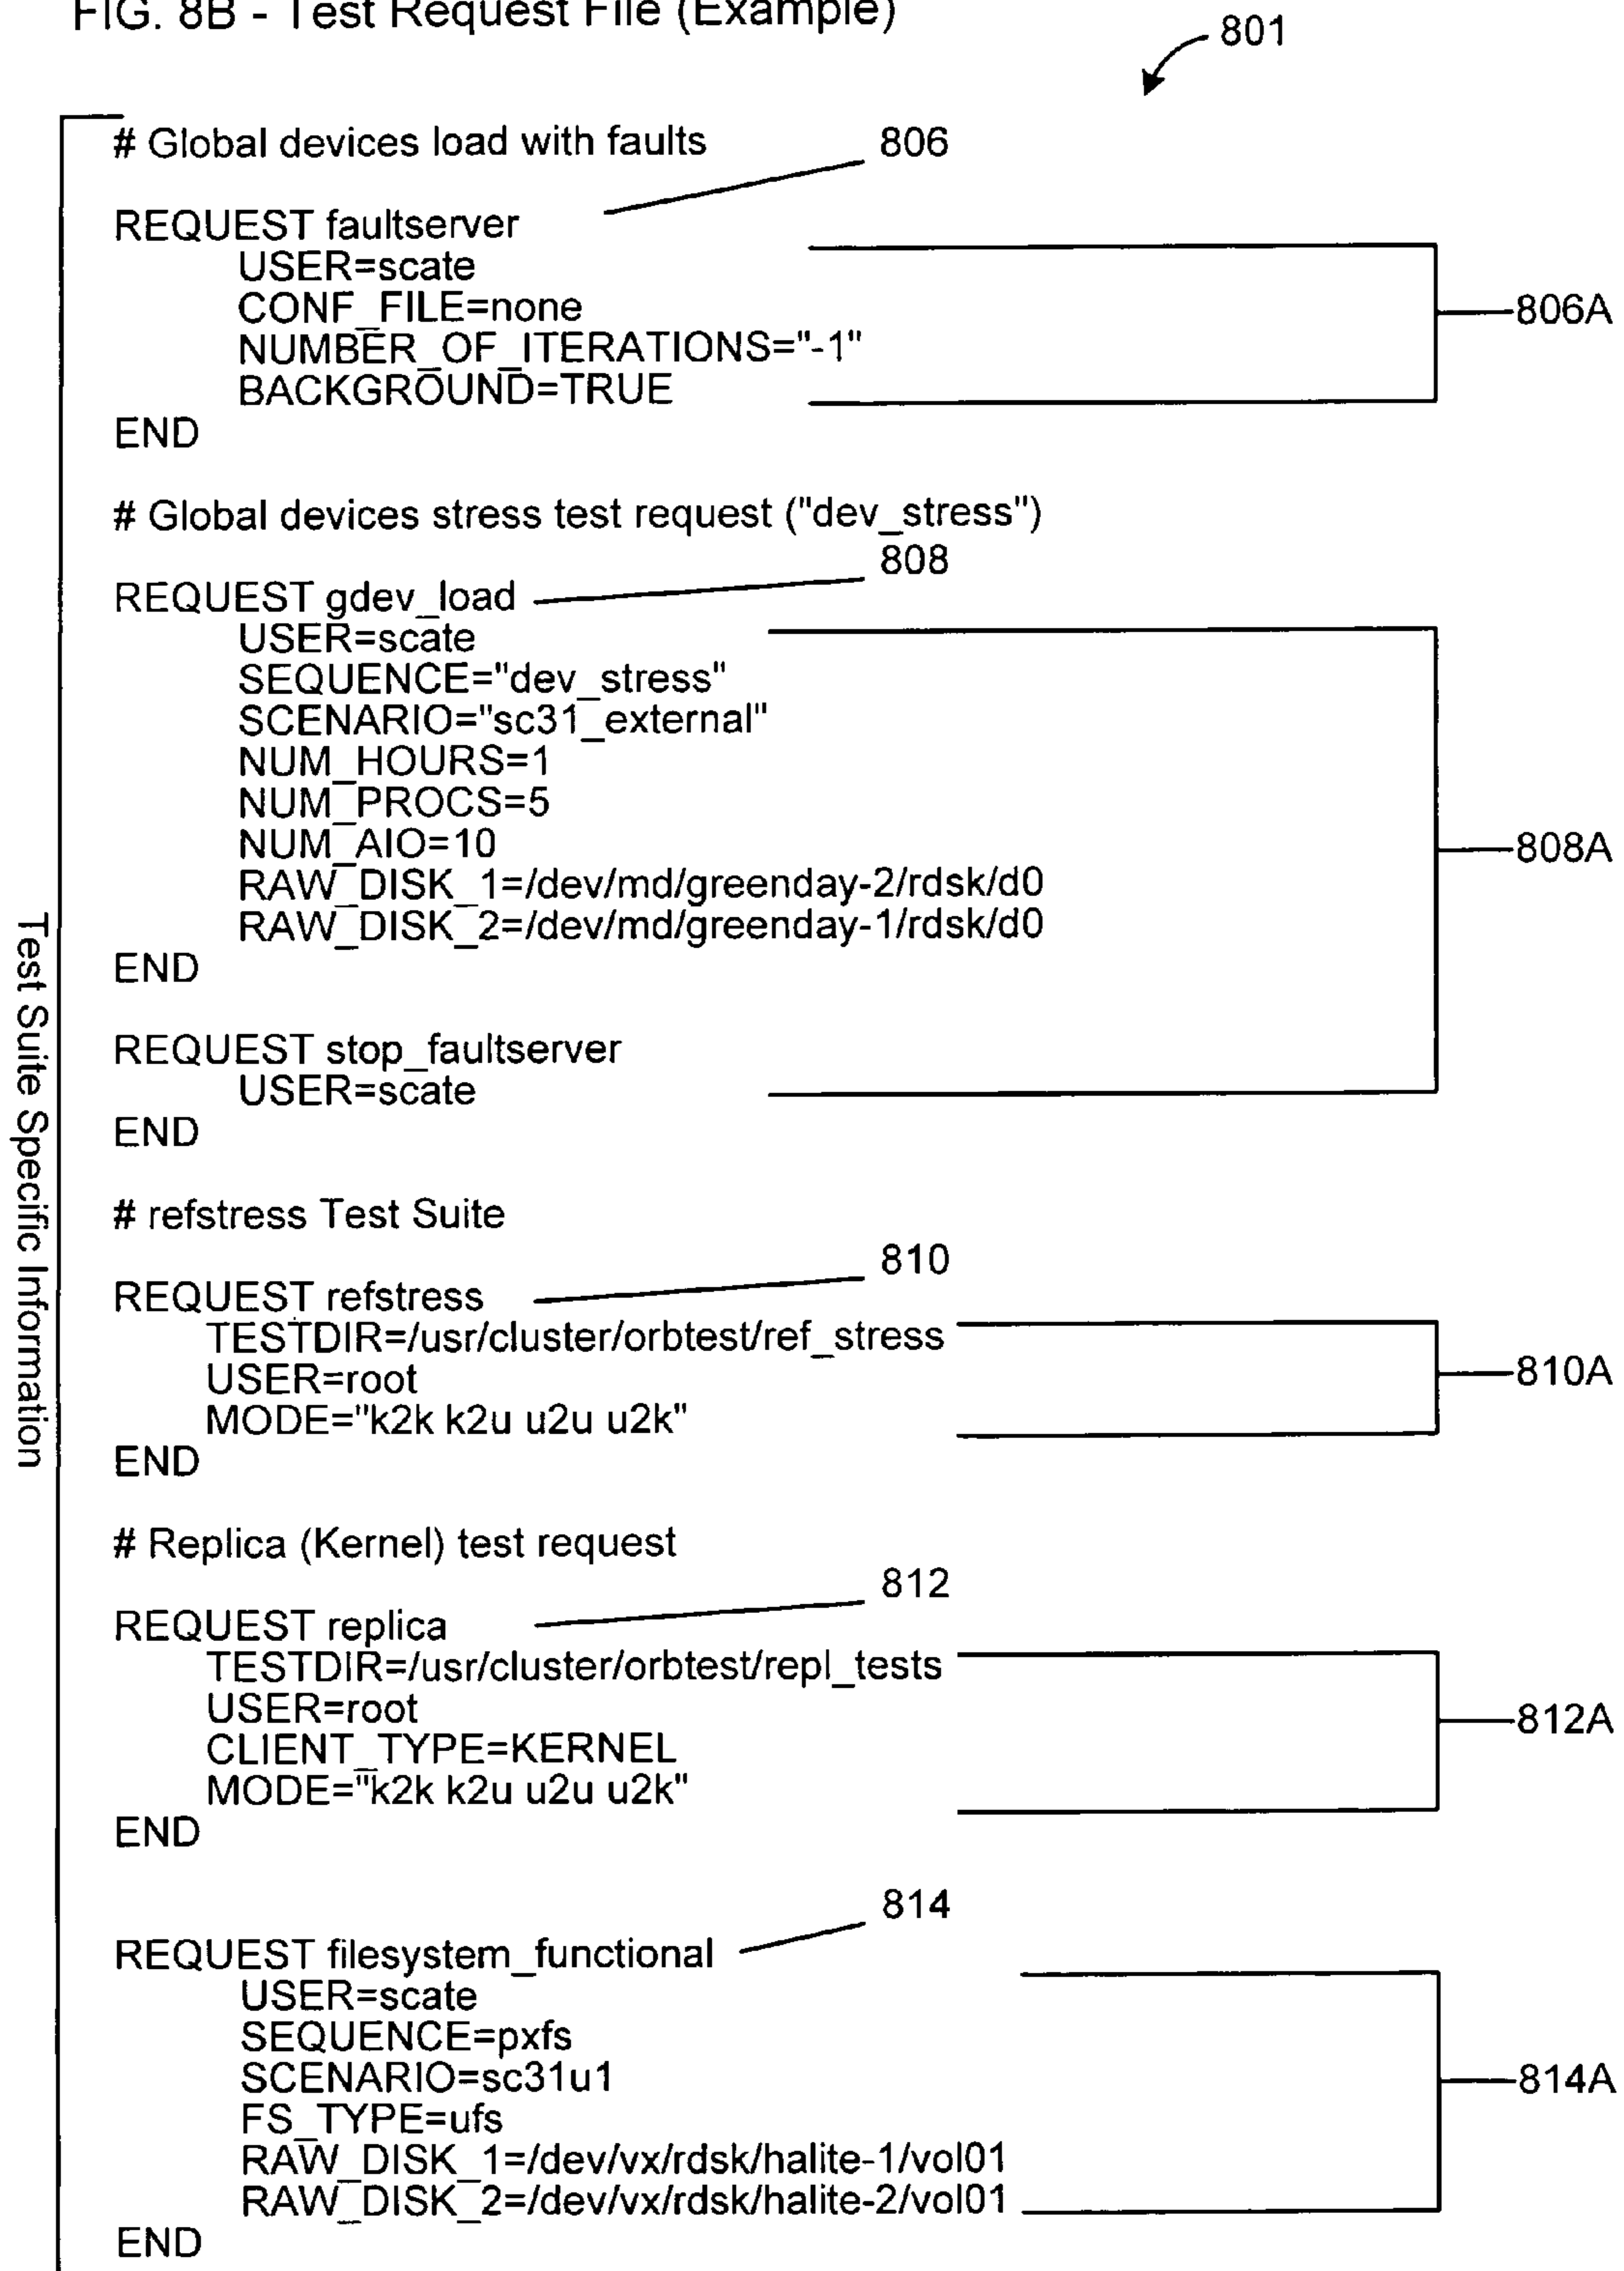 FIG. 8B - Test Request File (Example)
801
# Global devices load with faults
806
REQUEST faultserver
USER=scate
CONF_FILE=none
NUMBER_OF_ITERATIONS="-1"
BACKGROUND=TRUE
806A
END
# Global devices stress test request ("dev_stress")
808
REQUEST gdev_load
USER=scate
SEQUENCE="dev_stress"
SCENARIO="sc31_external"
NUM_HOURS=1
NUM_PROCS=5
NUM_AIO=10
808A
RAW_DISK_1=/dev/md/greenday-2/rdsk/d0
RAW_DISK_2=/dev/md/greenday-1/rdsk/d0
END
REQUEST stop_faultserver
USER=scate
END
# refstress Test Suite
810
REQUEST refstress
TESTDIR=/usr/cluster/orbtest/ref_stress
USER=root
810A
MODE="k2k k2u u2u u2k"
END
# Replica (Kernel) test request
812
REQUEST replica
TESTDIR=/usr/cluster/orbtest/repl_tests
USER=root
812A
CLIENT_TYPE=KERNEL
MODE="k2k k2u u2u u2k"
END
814
REQUEST filesystem_functional
USER=scate
SEQUENCE=pxfs
SCENARIO=sc31u1
814A
FS_TYPE=ufs
RAW_DISK_1=/dev/vx/rdsk/halite-1/vol01
RAW_DISK_2=/dev/vx/rdsk/halite-2/vol01
END
Test Suite Specific Information